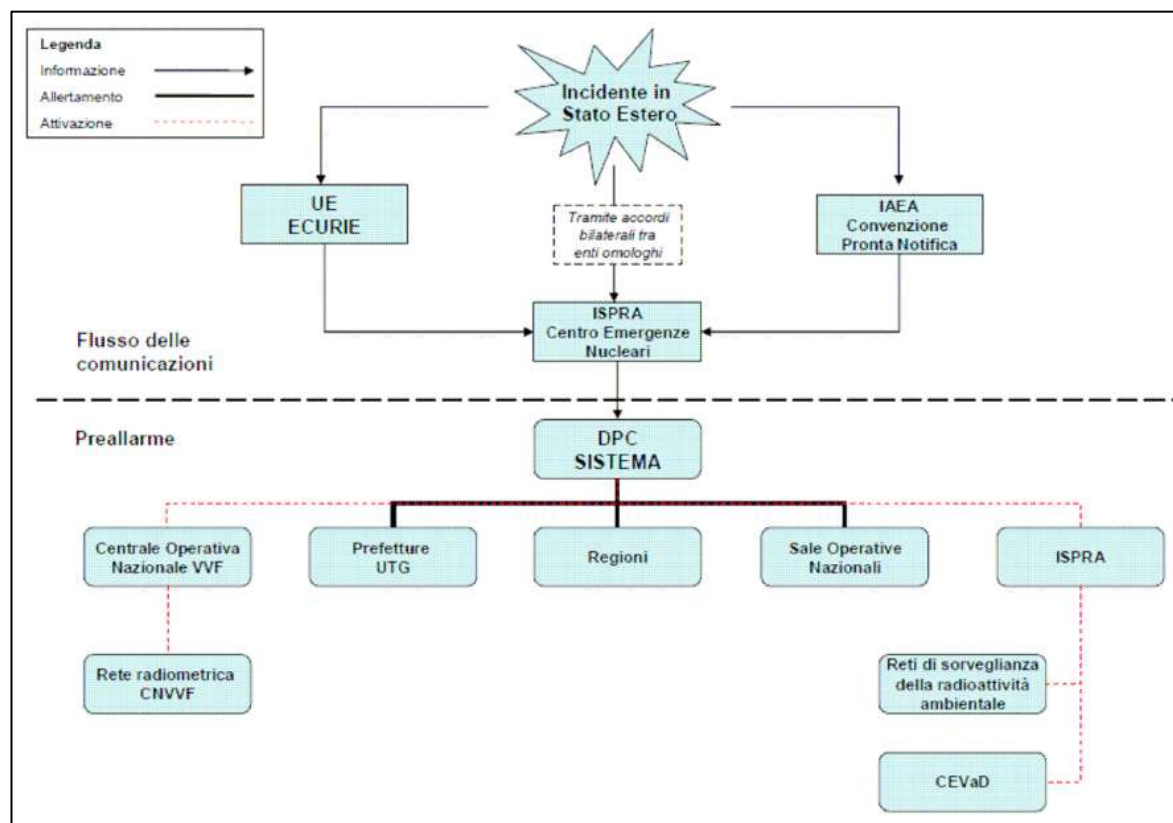 Legenda
Informazione
Allertamento
Attivazione
Incidente in
Stato Estero
UE
ECURIE
Tramite accordi
bilaterali tra
enti omologhi
IAEA
Convenzione
Pronta Notifica
ISPRA
Centro Emergenze
Nucleari
Flusso delle
comunicazioni
Preallarme
DPC
SISTEMA
Centrale Operativa
Nazionale VVF
Prefetture
UTG
Regioni
Sale Operative
Nazionali
ISPRA
Rete radiometrica
CNVVF
Reti di sorveglianza
della radioattività
ambientale
CEVaD